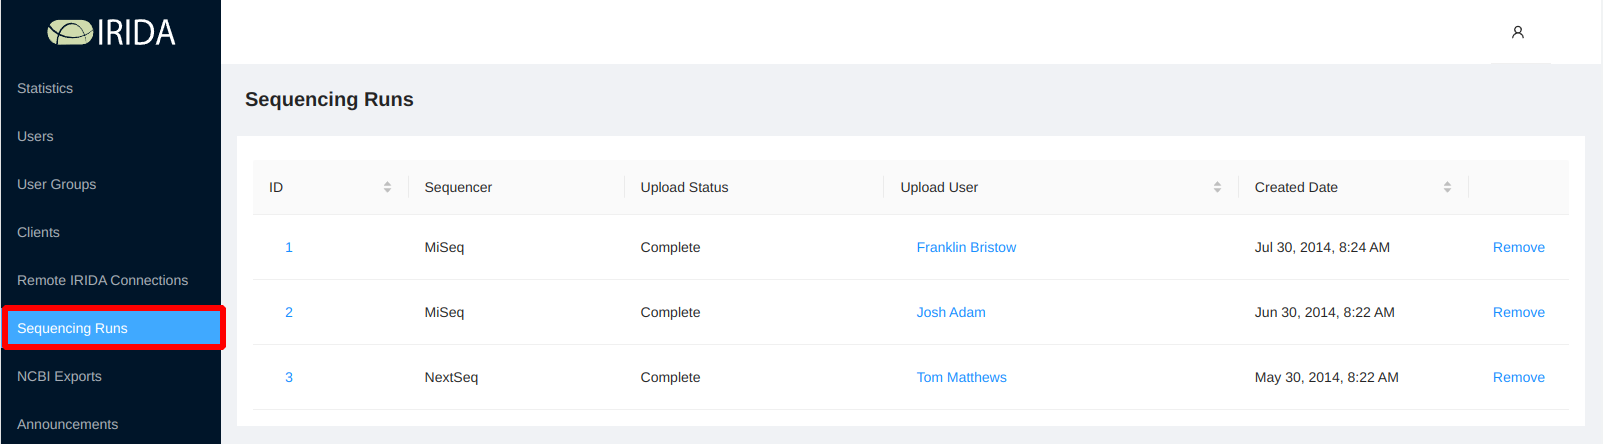 IRIDA
Statistics
Users
User Groups
Clients
Remote IRIDA Connections
Sequencing Runs
NCBI Exports
Announcements
Sequencing Runs
ID Sequencer Upload Status Upload User Created Date
1 MiSeq Complete Franklin Bristow Jul 30, 2014, 8:24 AM Remove
2 MiSeq Complete Josh Adam Jun 30, 2014, 8:22 AM Remove
3 NextSeq Complete Tom Matthews May 30, 2014, 8:22 AM Remove